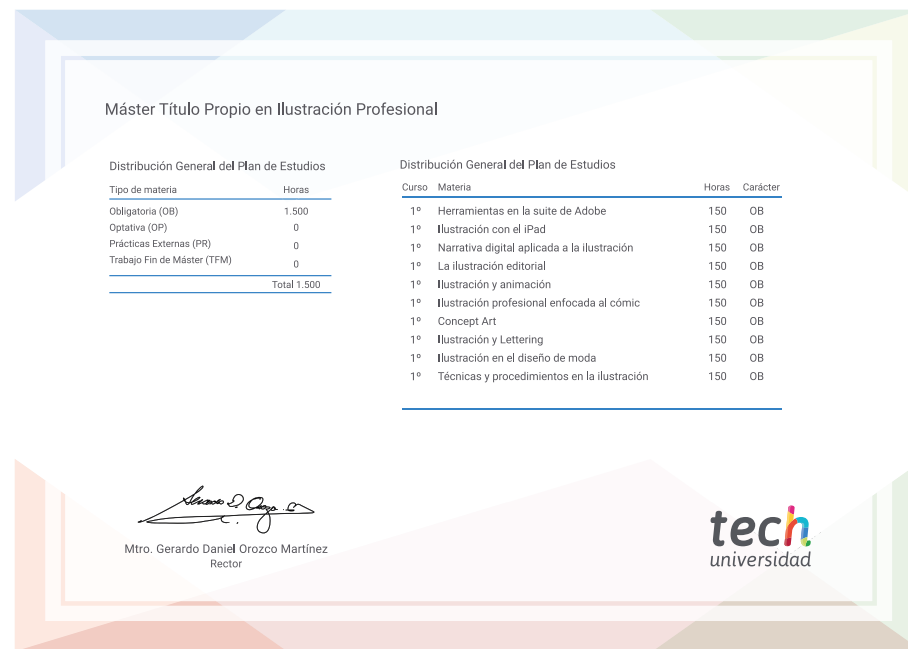 Máster Título Propio en Ilustración Profesional
Distribución General del Plan de Estudios
Tipo de materia Horas
Obligatoria (OB) 1.500
Optativa (OP) 0
Prácticas Externas (PR) 0
Trabajo Fin de Máster (TFM) 0
Total 1.500
Distribución General del Plan de Estudios
Curso Materia Horas Carácter
1º Herramientas en la suite de Adobe 150 OB
1º Ilustración con el iPad 150 OB
1º Narrativa digital aplicada a la ilustración 150 OB
1º La ilustración editorial 150 OB
1º Ilustración y animación 150 OB
1º Ilustración profesional enfocada al cómic 150 OB
1º Concept Art 150 OB
1º Ilustración y Lettering 150 OB
1º Ilustración en el diseño de moda 150 OB
1º Técnicas y procedimientos en la ilustración 150 OB
Mtro. Gerardo Daniel Orozco Martínez
Rector
tech
universidad